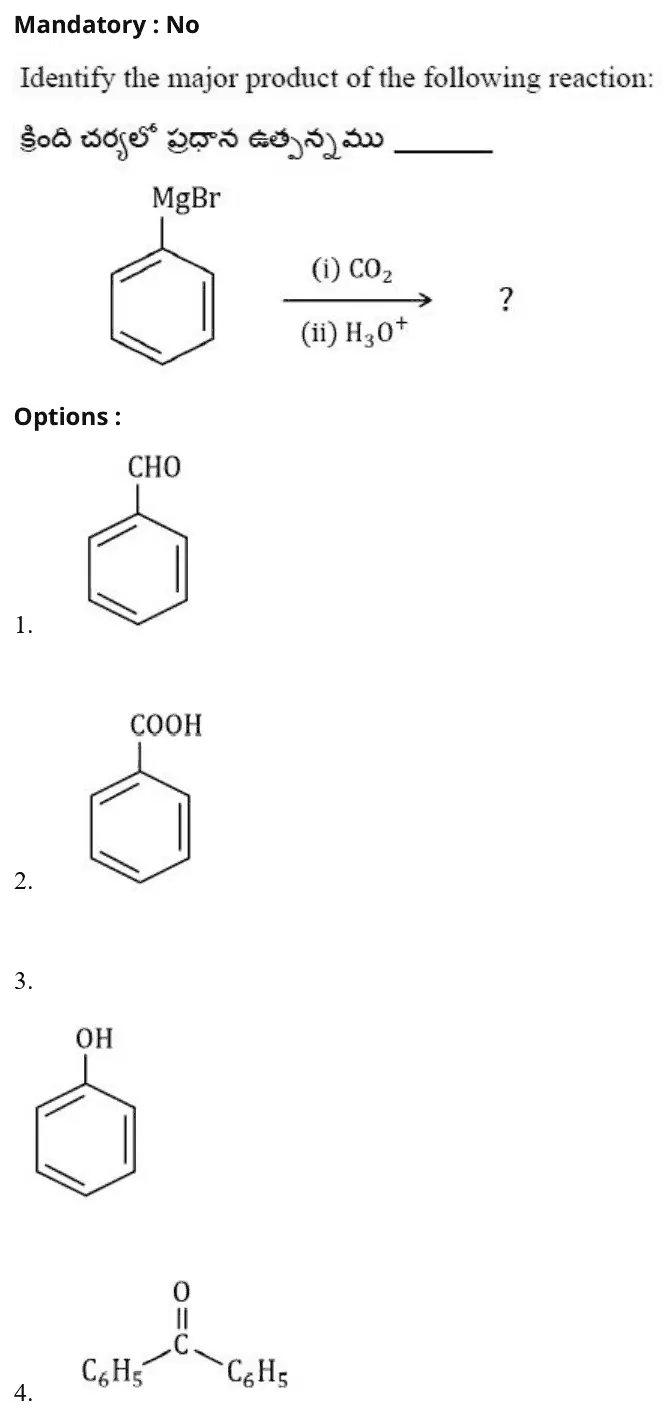 Mandatory : No
Identify the major product of the following reaction:
క్రింది చర్యలో ప్రధాన ఉత్పన్నము ______
MgBr
(i) CO₂
(ii) H₃O⁺
?
Options :
CHO
1.
COOH
2.
3.
OH
O
C
C₆H₅ C₆H₅
4.